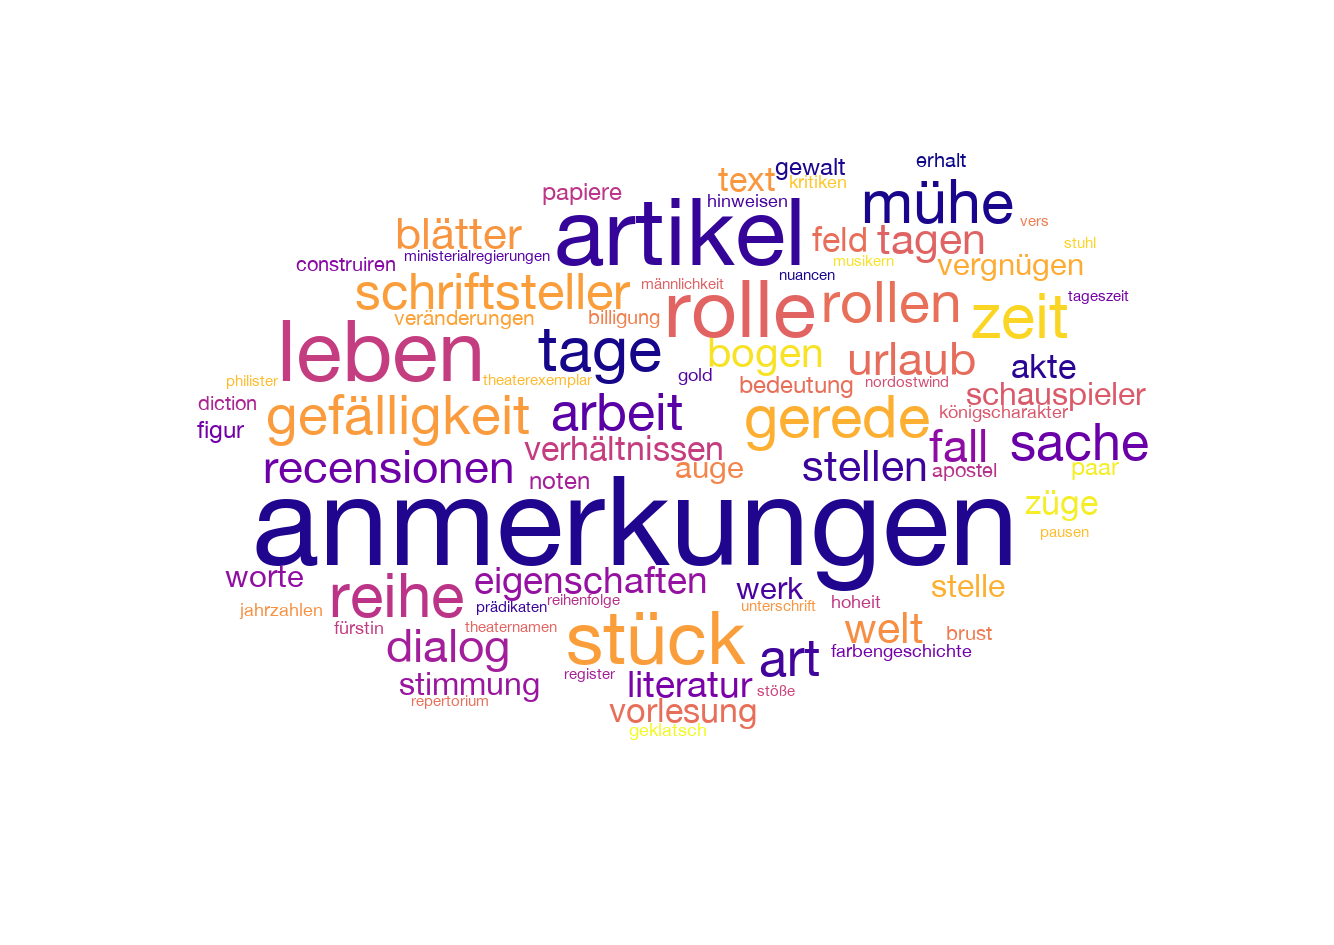 erhalt
gewalt
text
kritiken
papiere
hinweisen
mühe
artikel
vers
blätter
feld
tagen
stuhl
ministerialregierungen
musikern
vergnügen
construiren
nuancen
männlichkeit
schriftsteller
rolle
rollen
zeit
tageszeit
veränderungen
billigung
leben
tage
bogen
urlaub
akte
philister
theaterexemplar
gold
bedeutung
nordostwind
schauspieler
diction
gefälligkeit
arbeit
gerede
königscharakter
figur
verhältnissen
fall
sache
recensionen
auge
stellen
apostel
paar
noten
züge
anmerkungen
pausen
worte
eigenschaften
werk
stelle
reihe
prädikaten
reihenfolge
unterschrift
hoheit
jahrzahlen
fürstin
theaternamen
stück
welt
brust
dialog
art
farbengeschichte
stimmung
register
literatur
stöße
repertorium
vorlesung
geklatsch